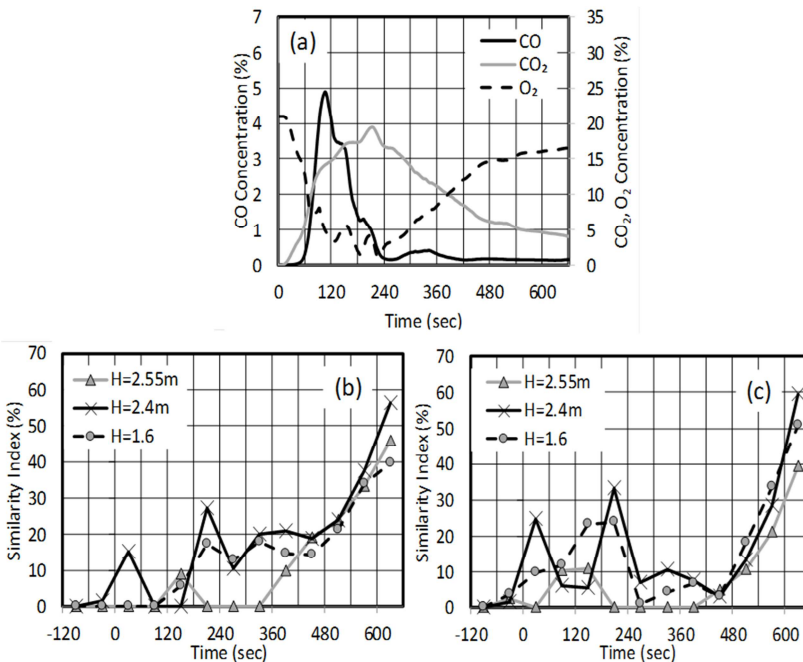 (a)
CO
CO₂
O₂
7
6
5
4
3
2
1
0
CO Concentration (%)
35
30
25
20
15
10
5
0
CO₂, O₂ Concentration (%)
0 120 240 360 480 600
Time (sec)
(b)
H=2.55m
H=2.4m
H=1.6
70
60
50
40
30
20
10
0
Similarity Index (%)
-120 0 120 240 360 480 600
Time (sec)
(c)
H=2.55m
H=2.4m
H=1.6
70
60
50
40
30
20
10
0
Similarity Index (%)
-120 0 120 240 360 480 600
Time (sec)